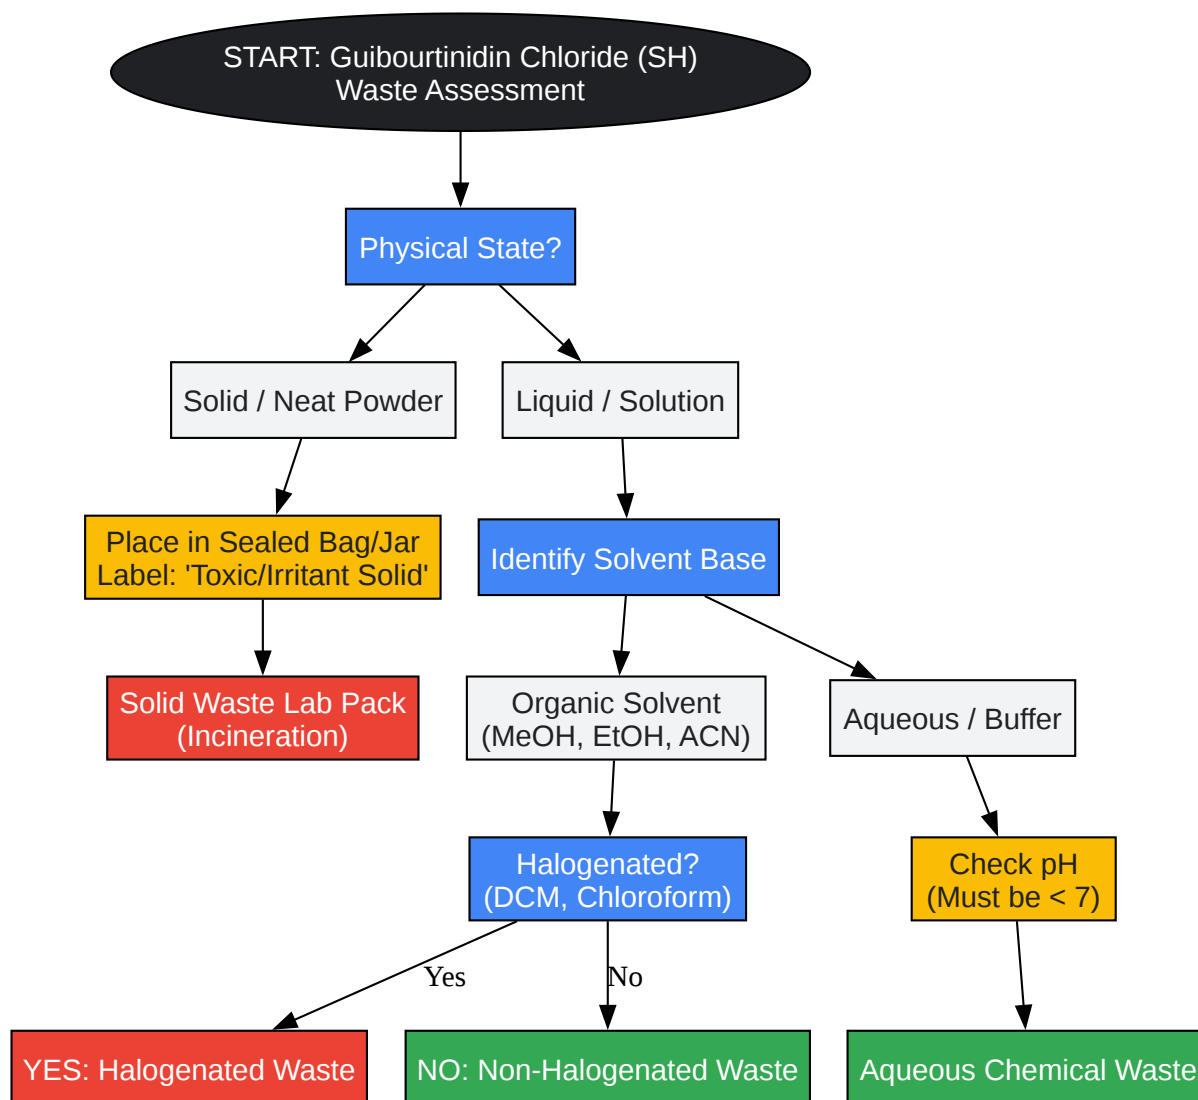 START: Guibourtinidin Chloride (SH)
Waste Assessment
Physical State?
Solid / Neat Powder
Liquid / Solution
Place in Sealed Bag/Jar
Label: 'Toxic/Irritant Solid'
Identify Solvent Base
Solid Waste Lab Pack
(Incineration)
Organic Solvent
(MeOH, EtOH, ACN)
Aqueous / Buffer
Halogenated?
(DCM, Chloroform)
Check pH
(Must be < 7)
Yes
No
YES: Halogenated Waste
NO: Non-Halogenated Waste
Aqueous Chemical Waste